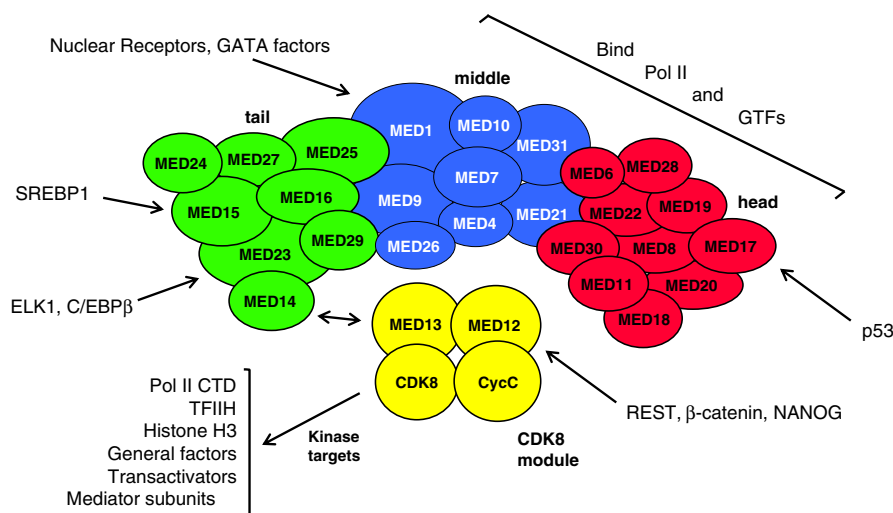 Nuclear Receptors, GATA factors
Bind
Pol II
and
GTFs
middle
tail
head
MED1
MED10
MED31
MED24
MED27
MED25
MED6
MED28
MED7
SREBP1
MED15
MED16
MED9
MED4
MED21
MED22
MED19
MED23
MED29
MED26
MED30
MED8
MED17
MED14
MED11
MED20
MED18
ELK1, C/EBPβ
p53
MED13
MED12
CDK8
CycC
REST, β-catenin, NANOG
Pol II CTD
TFIIH
Histone H3
General factors
Transactivators
Mediator subunits
Kinase
targets
CDK8
module